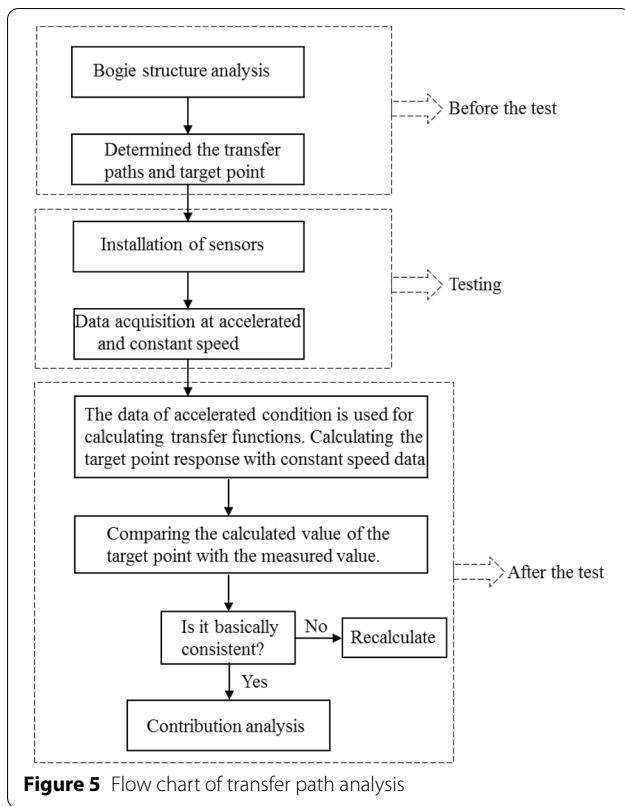 Bogie structure analysis
Before the test
Determined the transfer
paths and target point
Installation of sensors
Testing
Data acquisition at accelerated
and constant speed
The data of accelerated condition is used for
calculating transfer functions. Calculating the
target point response with constant speed data
Comparing the calculated value of the
target point with the measured value.
After the test
Is it basically
consistent?
No
Recalculate
Yes
Contribution analysis
Figure 5 Flow chart of transfer path analysis